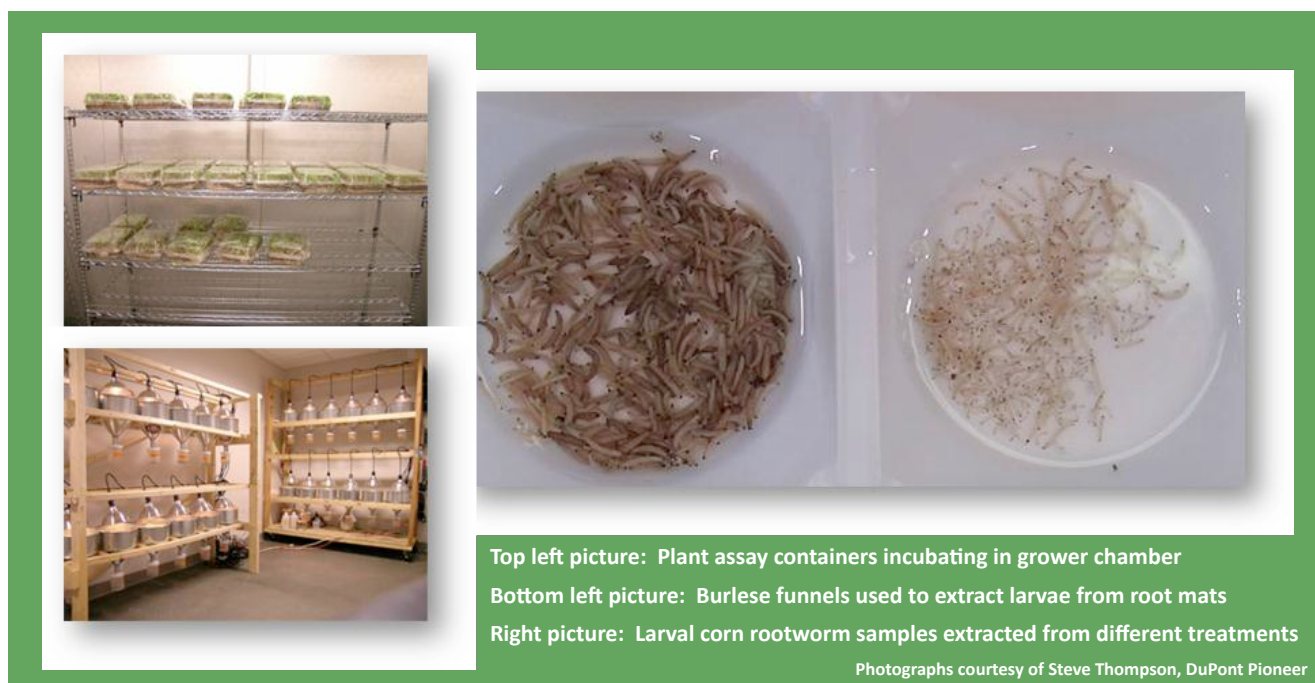 Top left picture: Plant assay containers incubating in grower chamber
Bottom left picture: Burlese funnels used to extract larvae from root mats
Right picture: Larval corn rootworm samples extracted from different treatments
Photographs courtesy of Steve Thompson, DuPont Pioneer